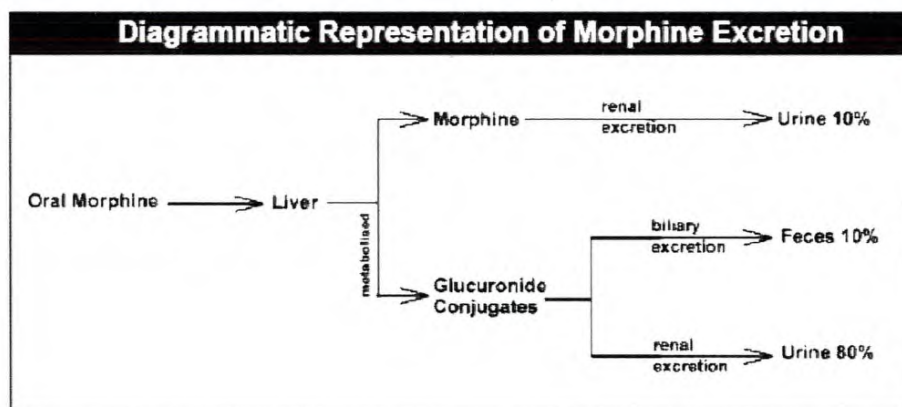 Diagrammatic Representation of Morphine Excretion
Oral Morphine
Liver
metabolised
Morphine
renal
excretion
Urine 10%
Glucuronide
Conjugates
biliary
excretion
Feces 10%
renal
excretion
Urine 80%